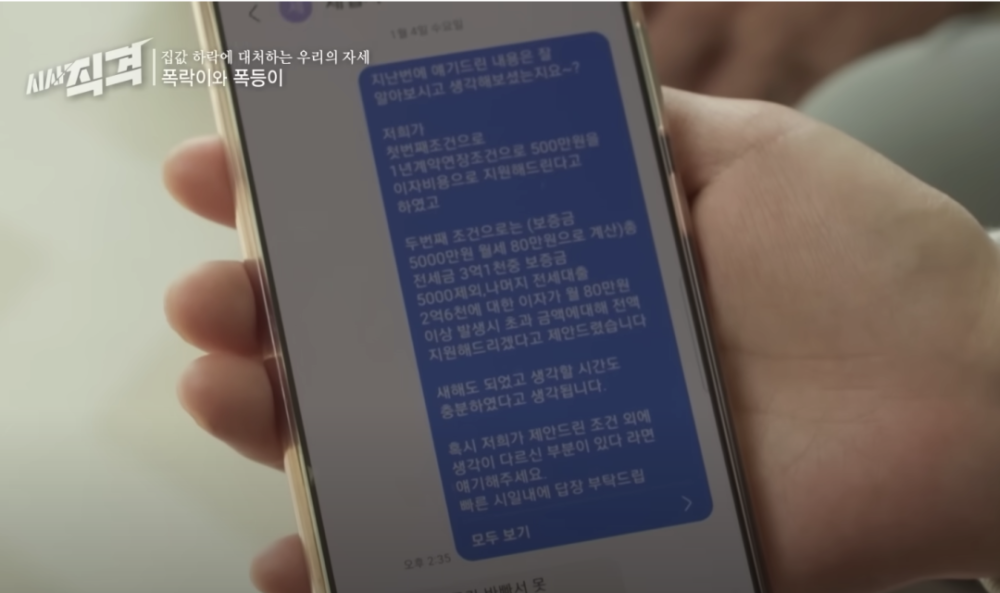 시사직격
집값 하락에 대처하는 우리의 자세
폭락이와 폭등이
1월 4일 수요일
지난번에 얘기드린 내용은 잘
알아보시고 생각해보셨는지요~?
저희가
첫번째조건으로
1년계약연장조건으로 500만원을
이자비용으로 지원해드린다고
하였고
두번째 조건으로는 (보증금
5000만원 월세 80만원으로 계산)총
전세금 3억1천중 보증금
5000제외,나머지 전세대출
2억6천에 대한 이자가 월 80만원
이상 발생시 초과 금액에대해 전액
지원해드리겠다고 제안드렸습니다
새해도 되었고 생각할 시간도
충분하였다고 생각됩니다.
혹시 저희가 제안드린 조건 외에
생각이 다르신 부분이 있다 라면
얘기해주세요.
빠른 시일내에 답장 부탁드립
모두 보기
오후 2:35
바빠서 못